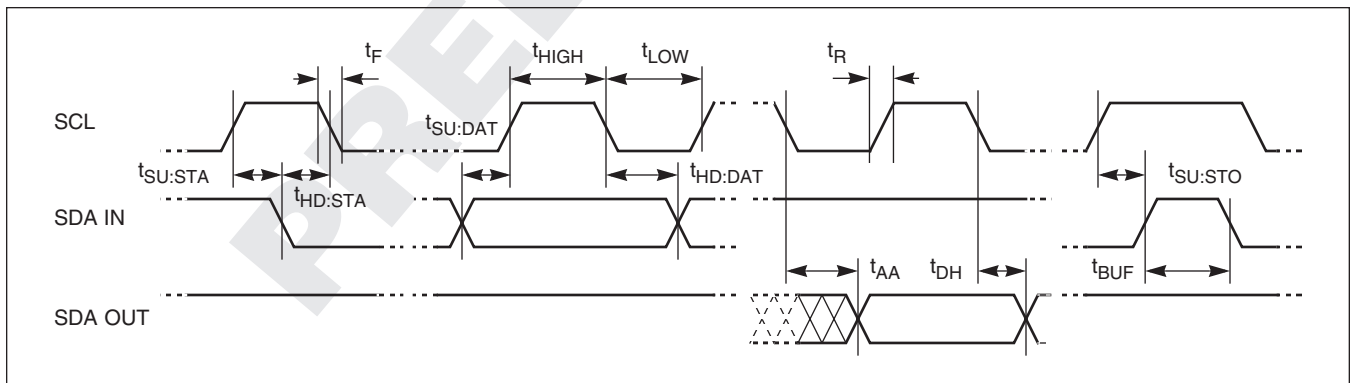 tF
tHIGH
tLOW
tR
SCL
tSU:DAT
tSU:STA
tHD:STA
tHD:DAT
tSU:STO
SDA IN
tAA
tDH
tBUF
SDA OUT